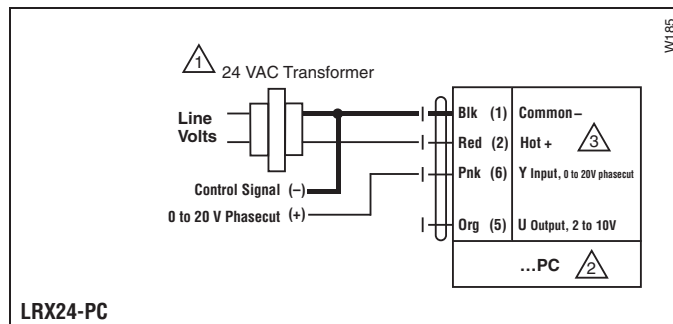 W185
1 24 VAC Transformer
Line
Volts
Blk (1) Common –
Red (2) Hot + 3
Pnk (6) Y Input, 0 to 20V phasecut
Control Signal (–)
0 to 20 V Phasecut (+)
Org (5) U Output, 2 to 10V
...PC 2
LRX24-PC